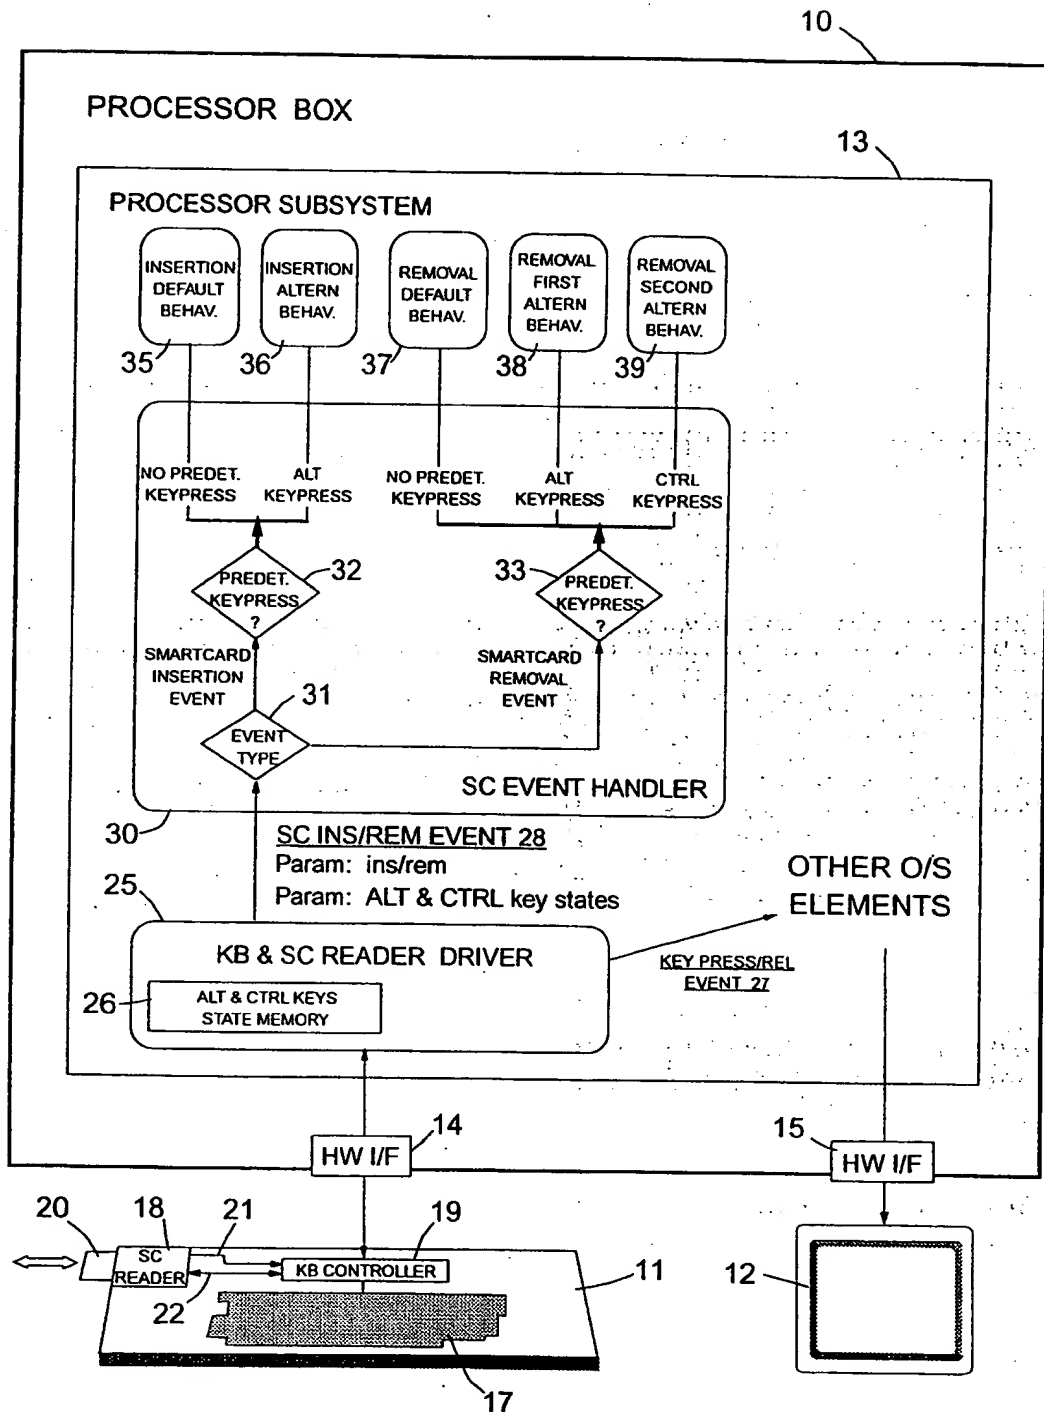 10
PROCESSOR BOX
13
PROCESSOR SUBSYSTEM
INSERTION
DEFAULT
BEHAV.
INSERTION
ALTERN
BEHAV.
REMOVAL
DEFAULT
BEHAV.
REMOVAL
FIRST
ALTERN
BEHAV.
REMOVAL
SECOND
ALTERN
BEHAV.
35
36
37
38
39
NO PREDET.
KEYPRESS
ALT
KEYPRESS
NO PREDET.
KEYPRESS
ALT
KEYPRESS
CTRL
KEYPRESS
PREDET.
KEYPRESS
?
32
33
PREDET.
KEYPRESS
?
SMARTCARD
INSERTION
EVENT
SMARTCARD
REMOVAL
EVENT
31
EVENT
TYPE
SC EVENT HANDLER
30
SC INS/REM EVENT 28
Param: ins/rem
Param: ALT & CTRL key states
OTHER O/S
ELEMENTS
25
KB & SC READER DRIVER
KEY PRESS/REL
EVENT 27
26
ALT & CTRL KEYS
STATE MEMORY
14
HW I/F
15
HW I/F
20
18
21
19
SC
READER
KB CONTROLLER
22
11
12
17